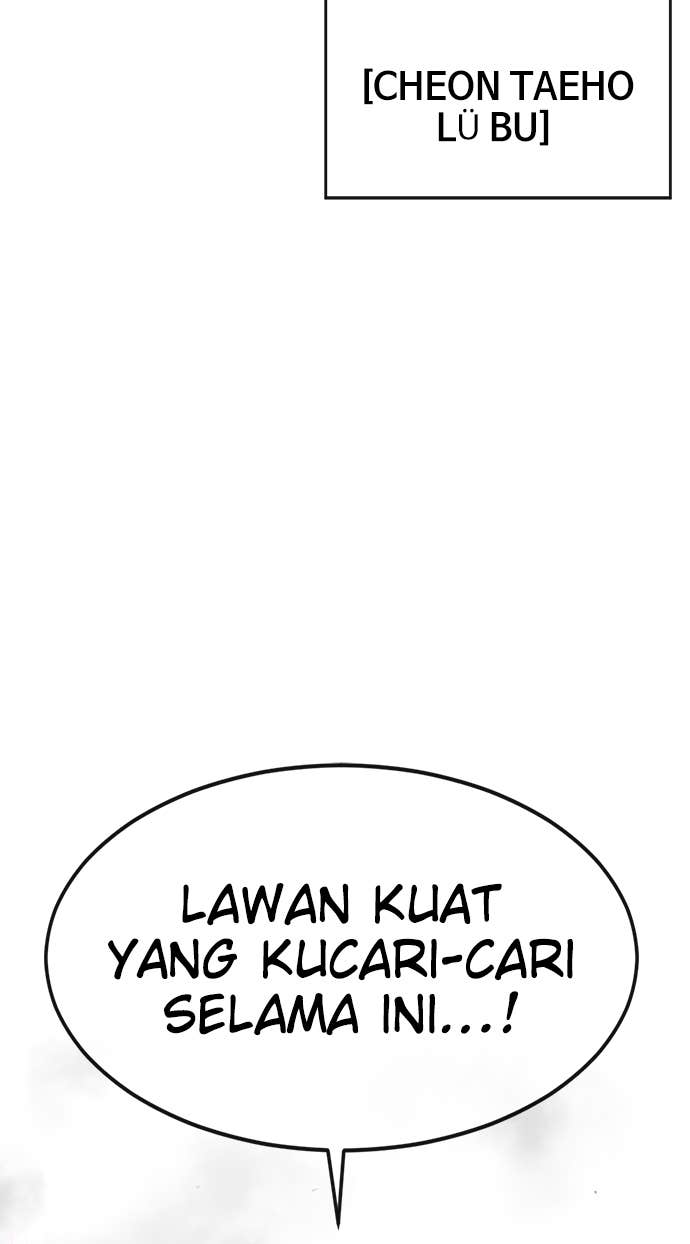 [CHEON TAEHO
LÜ BU]
LAWAN KUAT
YANG KUCARI-CARI
SELAMA INI...!